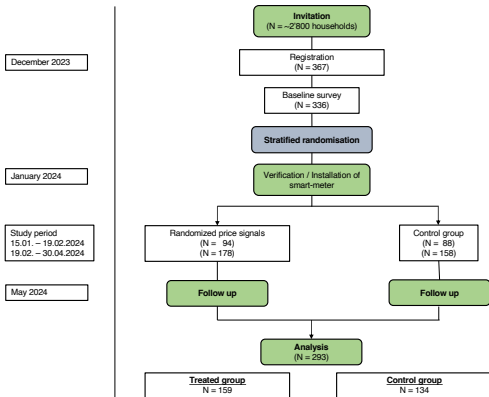 Invitation
(N = ~2'800 households)
December 2023
Registration
(N = 367)
Baseline survey
(N = 336)
Stratified randomisation
January 2024
Verification / Installation of
smart-meter
Study period
15.01. – 19.02.2024
19.02. – 30.04.2024
Randomized price signals
(N = 94)
(N = 178)
Control group
(N = 88)
(N = 158)
May 2024
Follow up
Follow up
Analysis
(N = 293)
Treated group
N = 159
Control group
N = 134